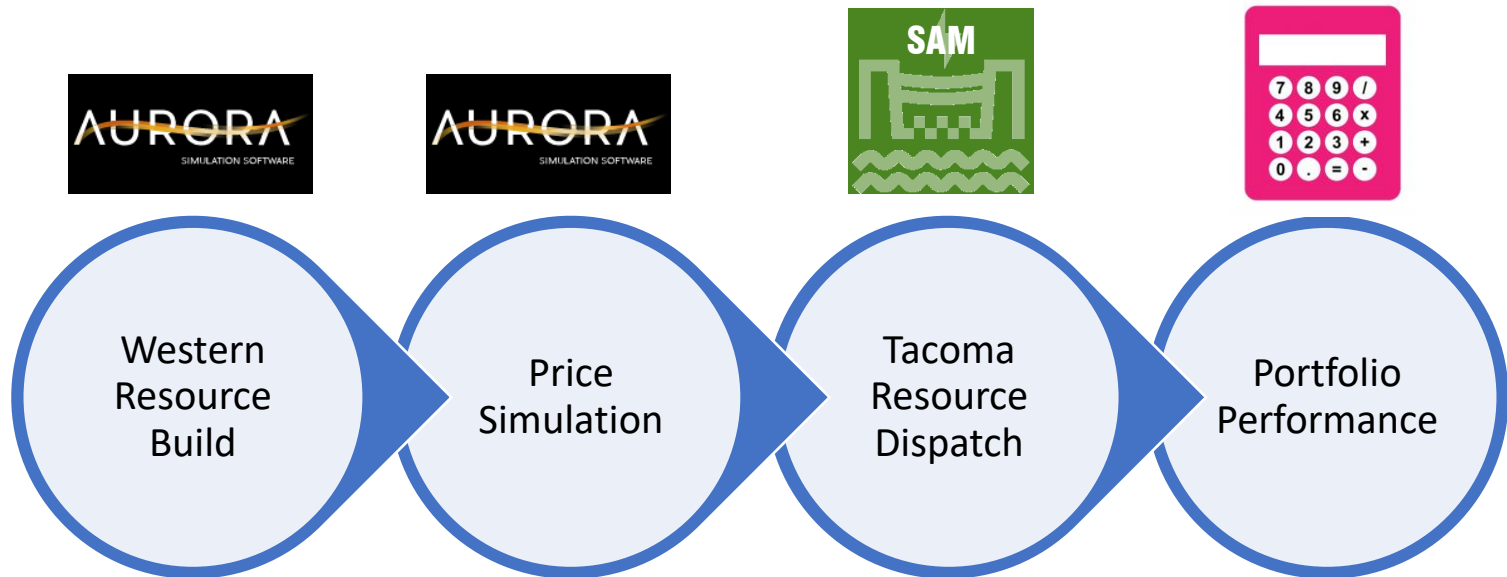 AURORA
SIMULATION SOFTWARE
AURORA
SIMULATION SOFTWARE
SAM
7 8 9 /
4 5 6 x
1 2 3 +
0 . = -
Western
Resource
Build
Price
Simulation
Tacoma
Resource
Dispatch
Portfolio
Performance